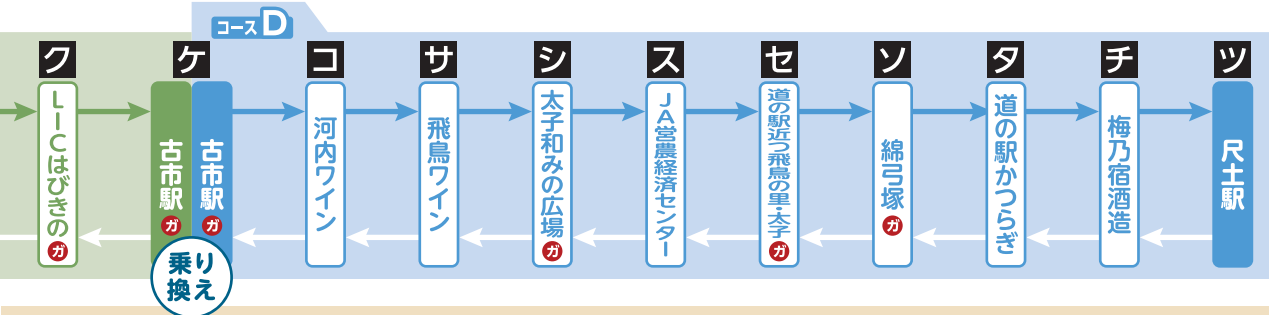 コースD
ク
ケ
コ
サ
シ
ス
セ
ソ
タ
チ
ツ
LICはびきの
ガ
古市駅
ガ
古市駅
ガ
乗り
換え
河内ワイン
飛鳥ワイン
太子和みの広場
ガ
JA営農経済センター
道の駅近つ飛鳥の里・太子
ガ
綿弓塚
ガ
道の駅かつらぎ
梅乃宿酒造
尺土駅